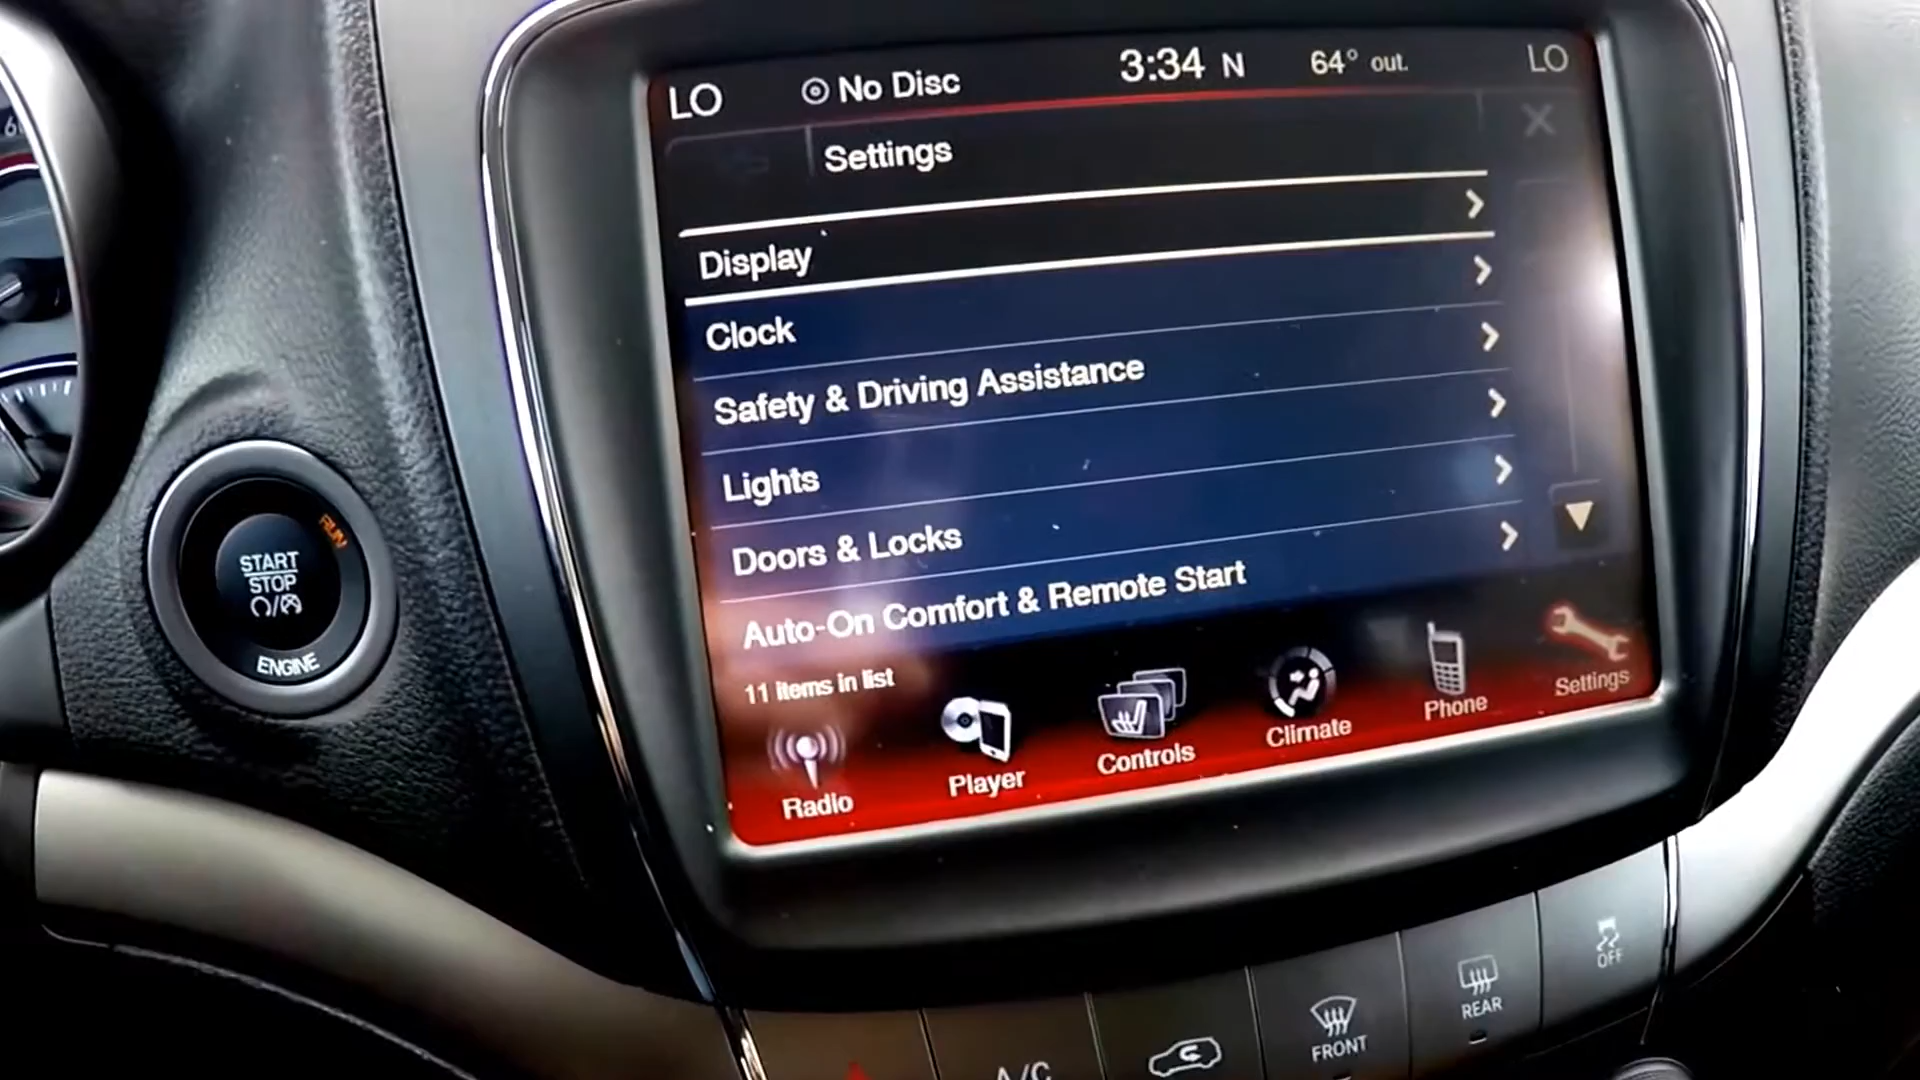 LO
No Disc
3:34 N
64° out.
LO
Settings
Display
Clock
Safety & Driving Assistance
Lights
Doors & Locks
Auto-On Comfort & Remote Start
11 items in list
Radio
Player
Controls
Climate
Phone
Settings
START
STOP
RUN
ENGINE
A/C
FRONT
REAR
OFF